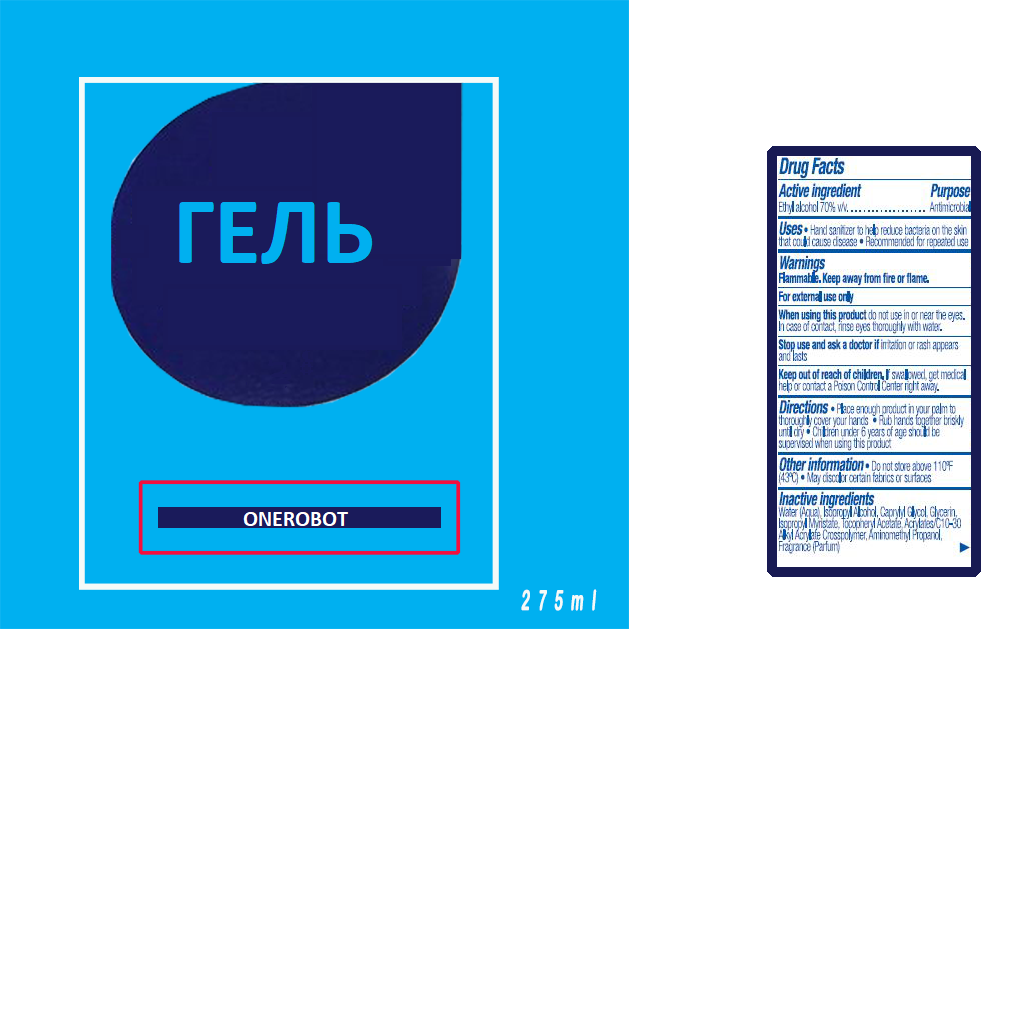 ГЕЛЬ
ONEROBOT
275ml
Drug Facts
Active ingredient Purpose
Ethyl alcohol 70% v/v. . . . . . . . . . . . . . . . . . . Antimicrobial
Uses • Hand sanitizer to help reduce bacteria on the skin
that could cause disease • Recommended for repeated use
Warnings
Flammable. Keep away from fire or flame.
For external use only
When using this product do not use in or near the eyes.
In case of contact, rinse eyes thoroughly with water.
Stop use and ask a doctor if irritation or rash appears
and lasts
Keep out of reach of children. If swallowed, get medical
help or contact a Poison Control Center right away.
Directions • Place enough product in your palm to
thoroughly cover your hands • Rub hands together briskly
until dry • Children under 6 years of age should be
supervised when using this product
Other information • Do not store above 110ºF
(43ºC) • May discolor certain fabrics or surfaces
Inactive ingredients
Water (Aqua), Isopropyl Alcohol, Caprylyl Glycol, Glycerin,
Isopropyl Myristate, Tocopheryl Acetate, Acrylates/C10-30
Alkyl Acrylate Crosspolymer, Aminomethyl Propanol,
Fragrance (Parfum)